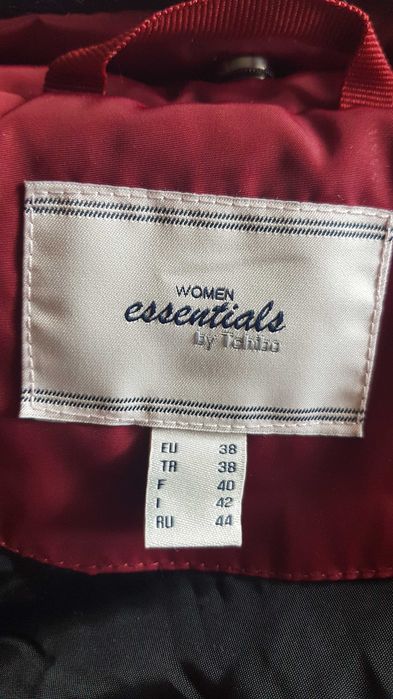 WOMEN
essentials
by Tchibo
EU 38
TR 38
F 40
I 42
RU 44